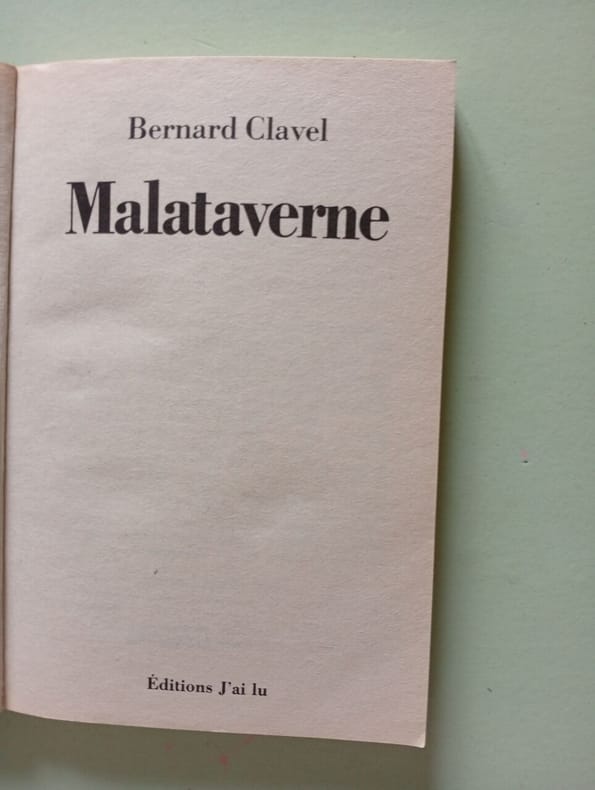 Bernard Clavel
Malataverne
Éditions J'ai lu